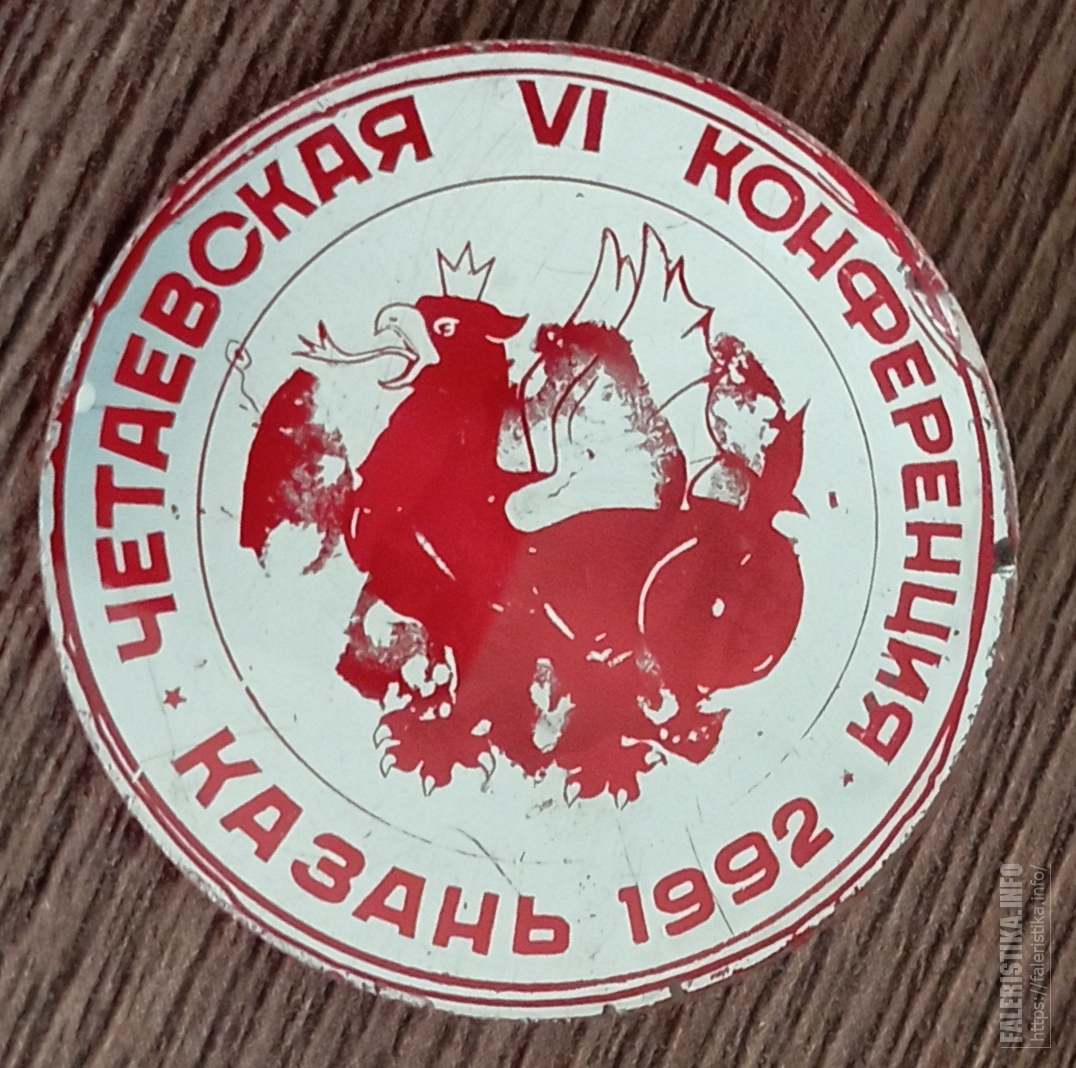 ЧЕТАЕВСКАЯ VI КОНФЕРЕНЦИЯ
КАЗАНЬ 1992
FALERISTIKA.INFO
https://faleristika.info/